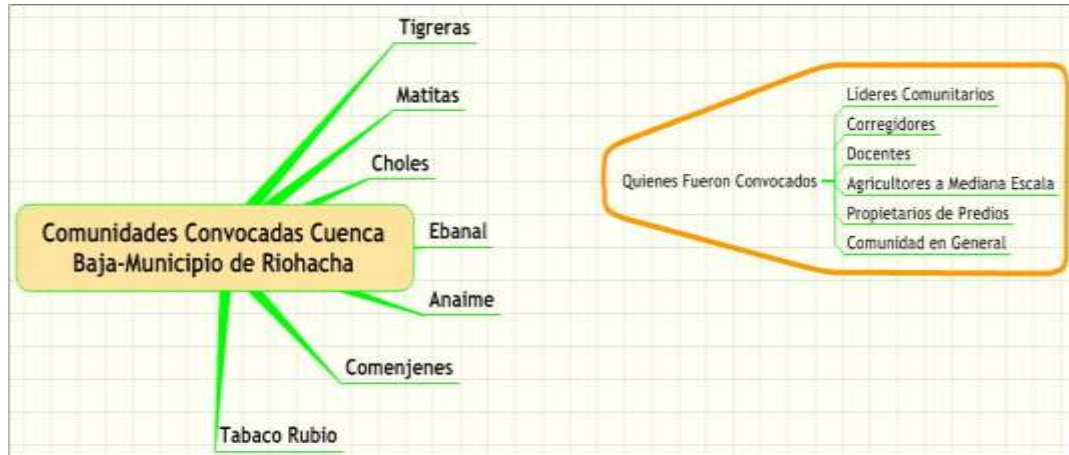 Tigreras
Matitas
Choles
Comunidades Convocadas Cuenca
Baja-Municipio de Riohacha
Ebanal
Anaime
Comenjenes
Tabaco Rubio
Quienes Fueron Convocados
Lideres Comunitarios
Corregidores
Docentes
Agricultores a Mediana Escala
Propietarios de Predios
Comunidad en General